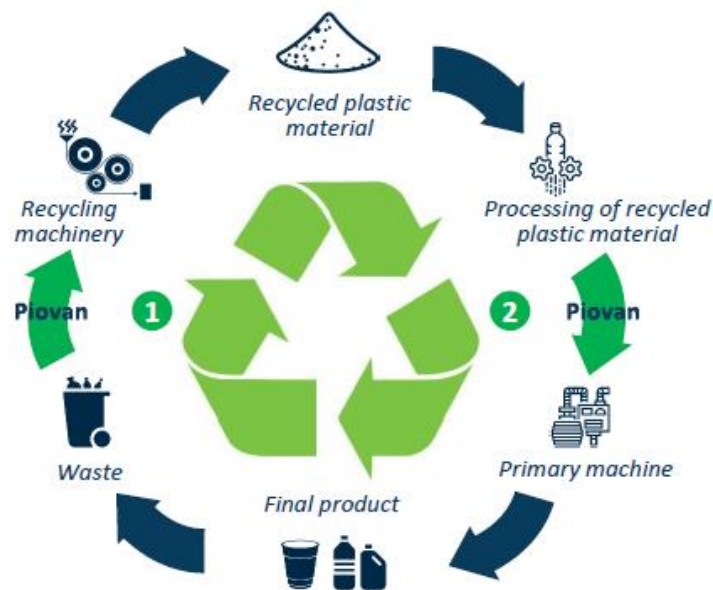 Recycled plastic
material
Recycling
machinery
Processing of recycled
plastic material
Piovan
1
2
Piovan
Waste
Primary machine
Final product